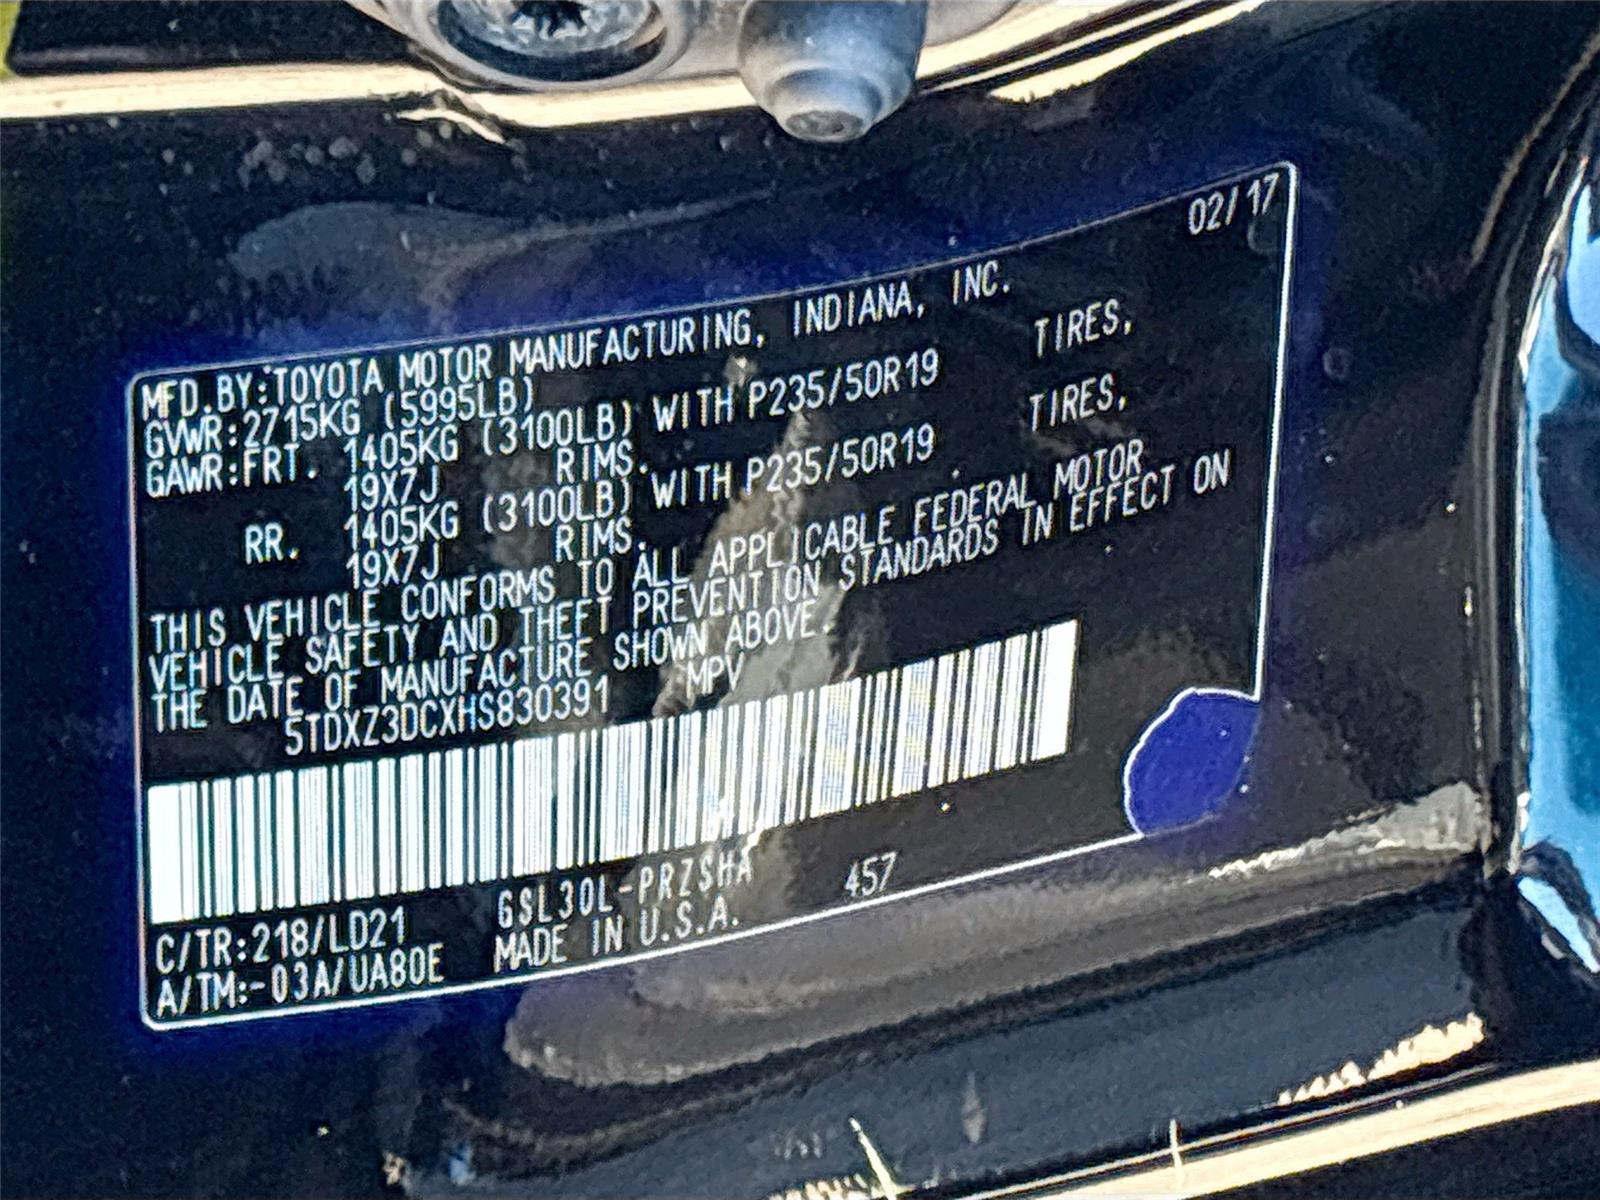 02/17
MFD.BY:TOYOTA MOTOR MANUFACTURING, INDIANA, INC.
GVWR:2715KG (5995LB)
GAWR:FRT. 1405KG (3100LB) WITH P235/50R19 TIRES,
19X7J RIMS.
RR. 1405KG (3100LB) WITH P235/50R19 TIRES,
19X7J RIMS.
THIS VEHICLE CONFORMS TO ALL APPLICABLE FEDERAL MOTOR
VEHICLE SAFETY AND THEFT PREVENTION STANDARDS IN EFFECT ON
THE DATE OF MANUFACTURE SHOWN ABOVE.
5TDXZ3DCXHS830391 MPV
C/TR:218/LD21 GSL30L-PRZSHA 457
A/TM:-03A/UA80E MADE IN U.S.A.